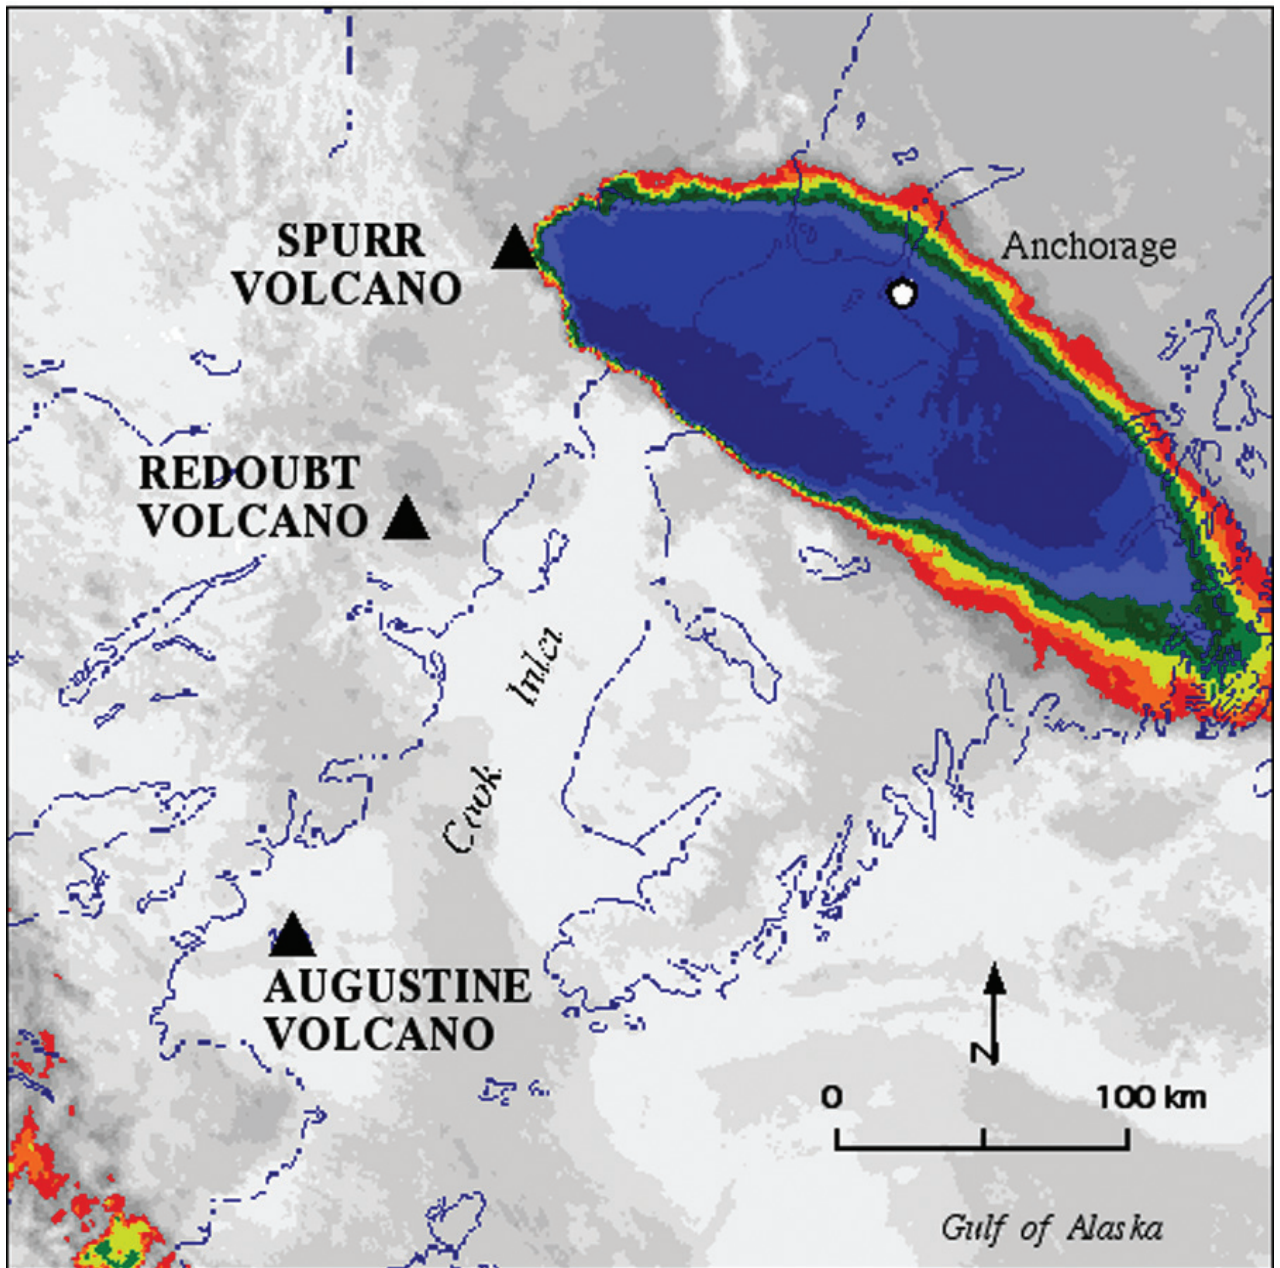 SPURR
VOLCANO
Anchorage
REDOUBT
VOLCANO
Inlet
Cook
AUGUSTINE
VOLCANO
N
0 100 km
Gulf of Alaska